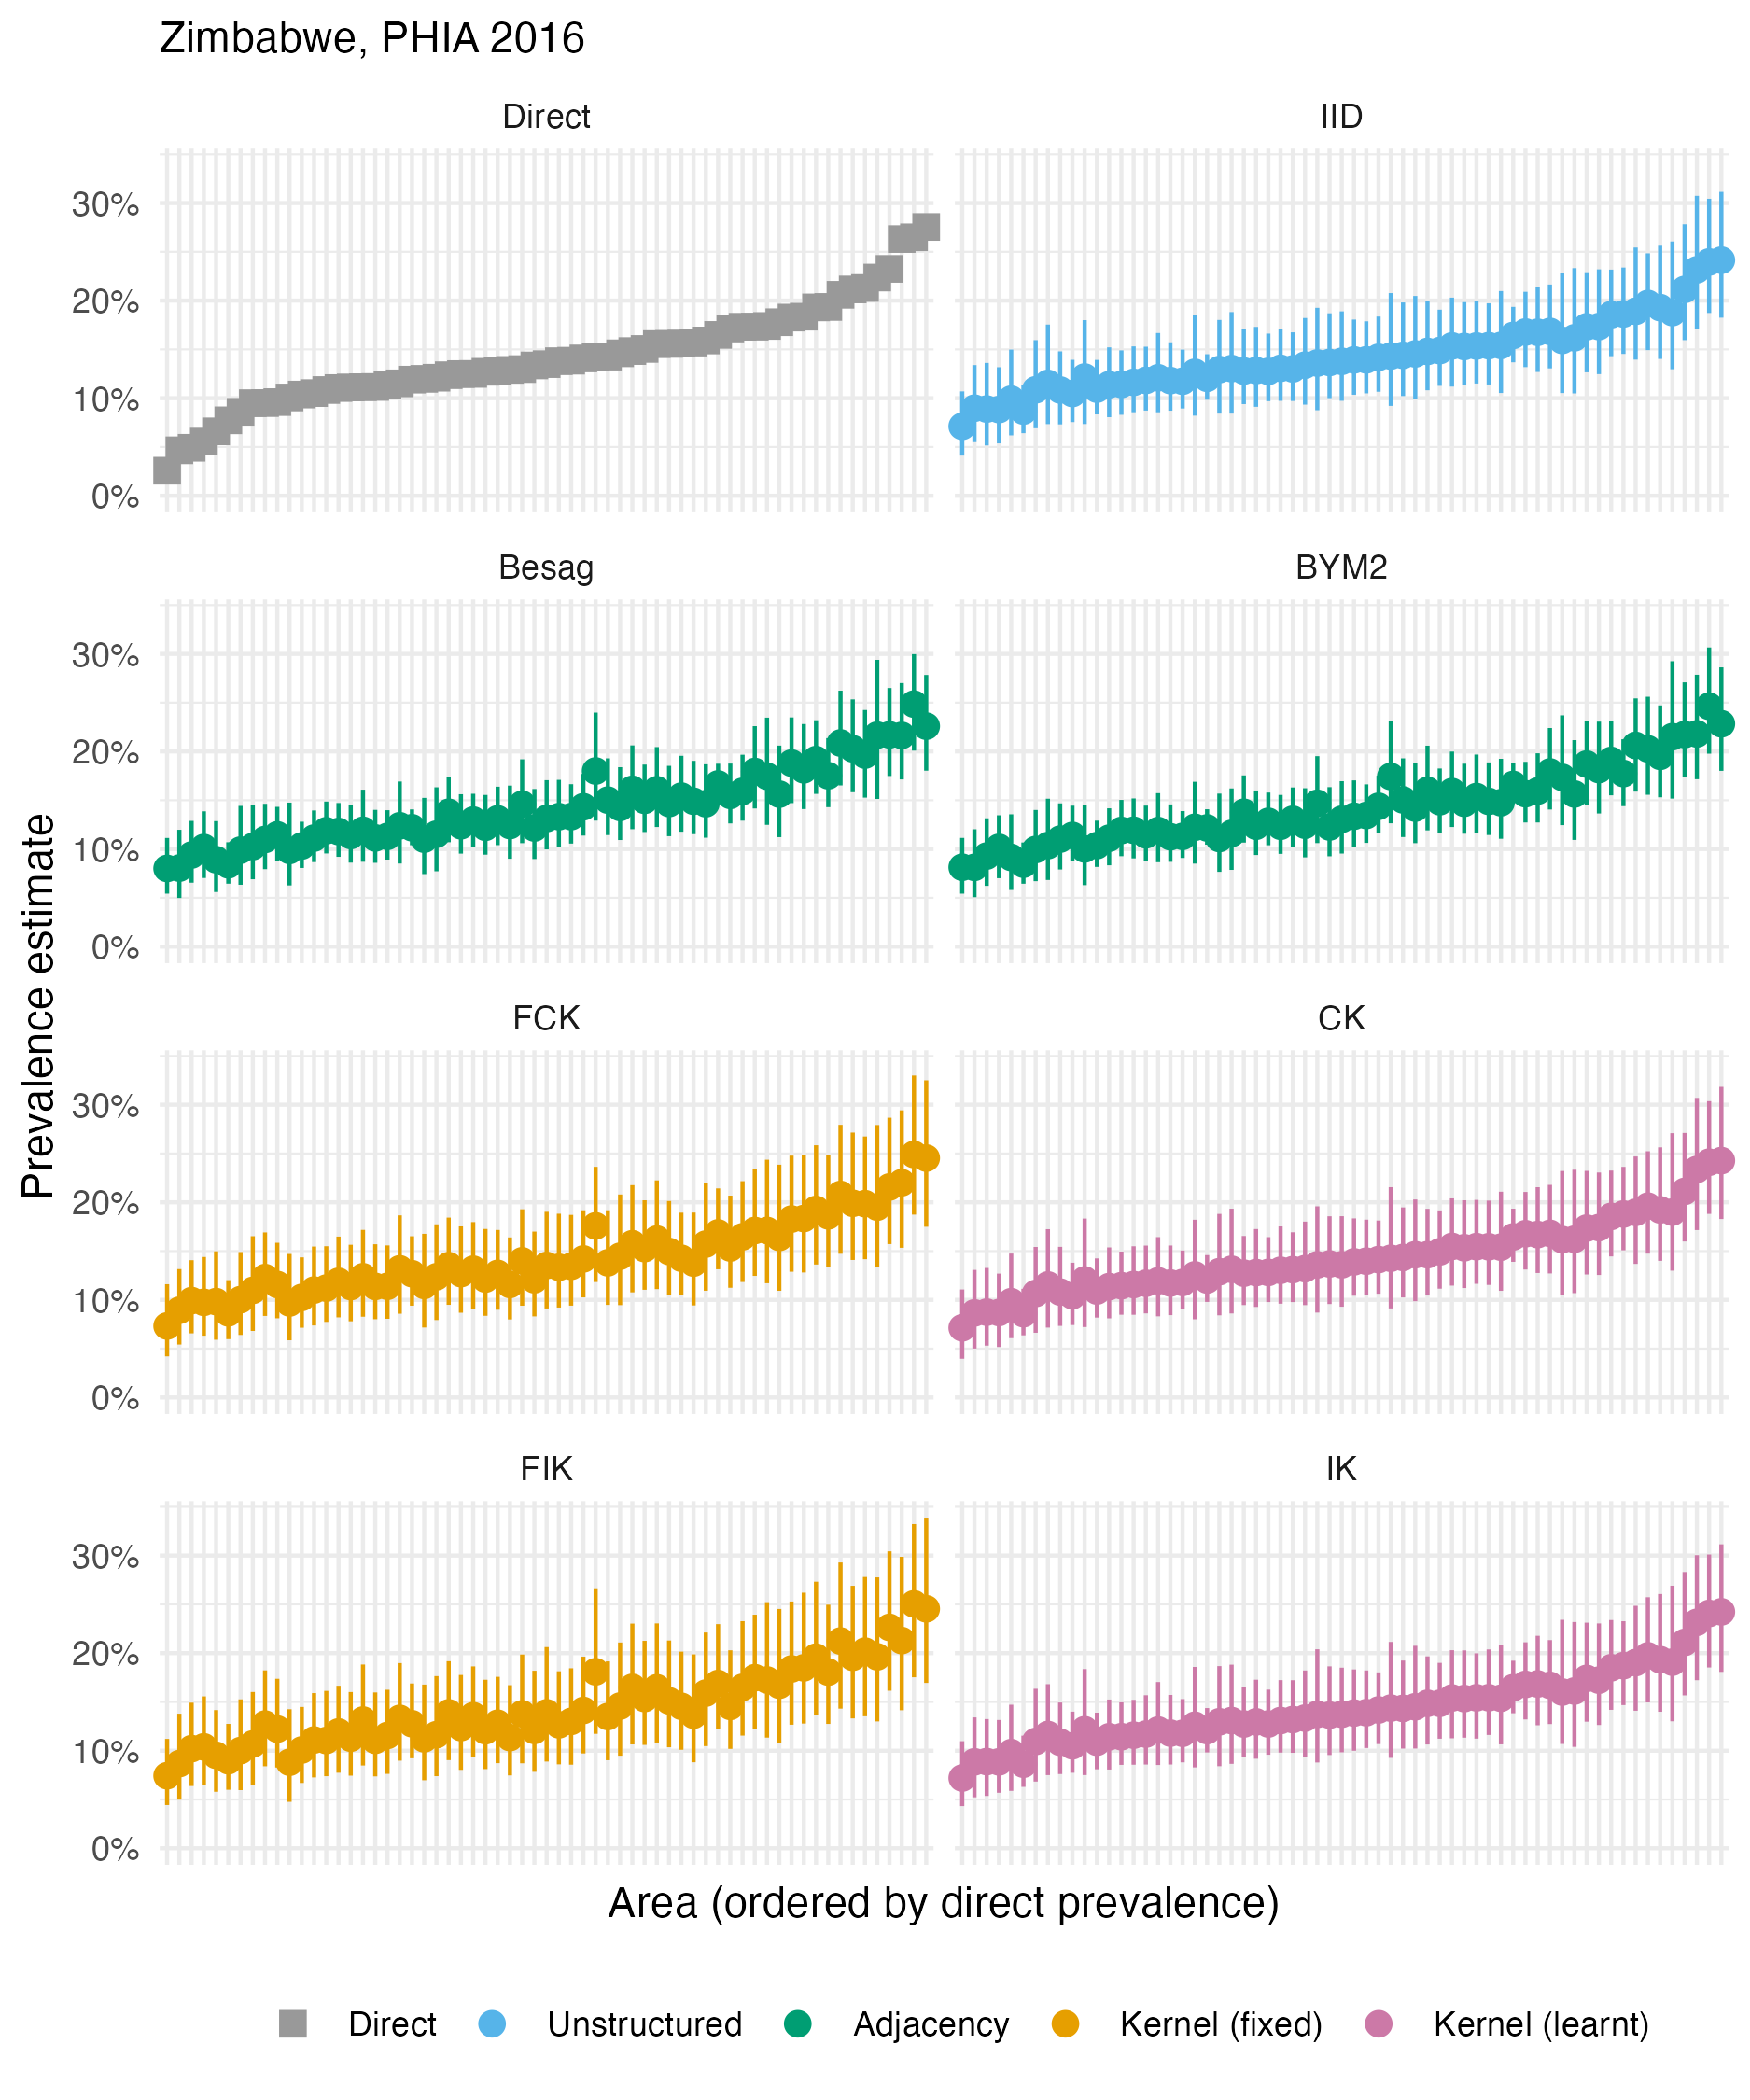 Zimbabwe, PHIA 2016
Direct
IID
30%
20%
10%
0%
Besag
BYM2
30%
20%
10%
0%
Prevalence estimate
FCK
CK
30%
20%
10%
0%
FIK
IK
30%
20%
10%
0%
Area (ordered by direct prevalence)
Direct
Unstructured
Adjacency
Kernel (fixed)
Kernel (learnt)